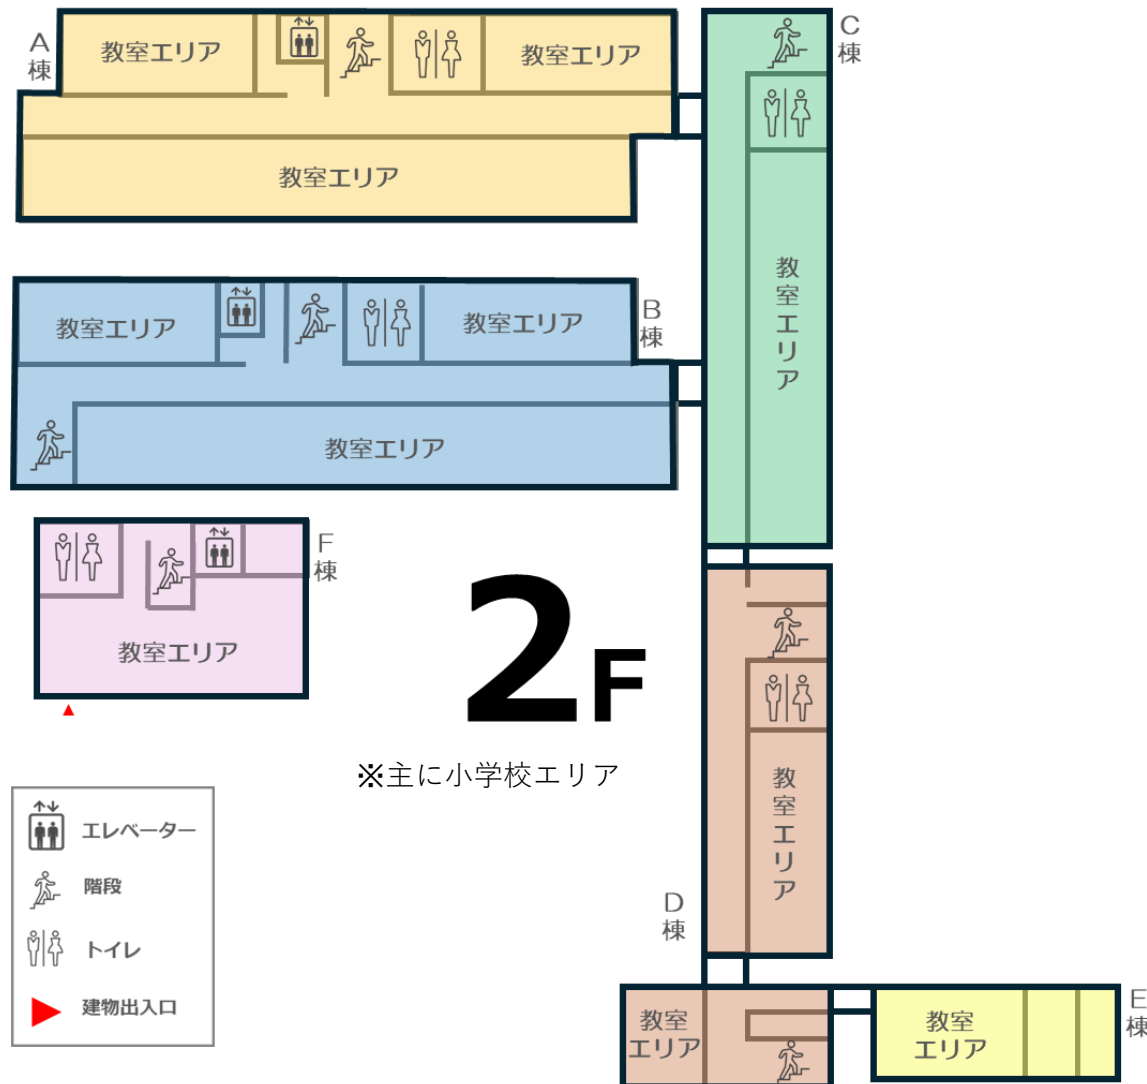 A
棟
教室エリア
教室エリア
教室エリア
C
棟
教
室
エ
リ
ア
教室エリア
教室エリア
B
棟
教室エリア
F
棟
教室エリア
2F
※主に小学校エリア
エレベーター
階段
トイレ
建物出入口
教
室
エ
リ
ア
D
棟
教室
エリア
教室
エリア
E
棟